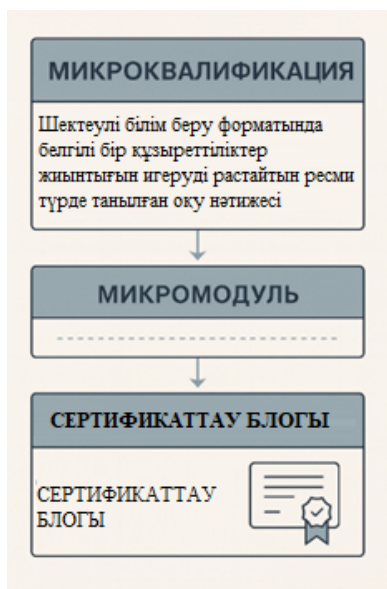 МИКРОКВАЛИФИКАЦИЯ
Шектеулі білім беру форматында
белгілі бір құзыреттіліктер
жиынтығын игеруді растайтын ресми
түрде танылған оқу нәтижесі
МИКРОМОДУЛЬ
СЕРТИФИКАТТАУ БЛОГЫ
СЕРТИФИКАТТАУ
БЛОГЫ